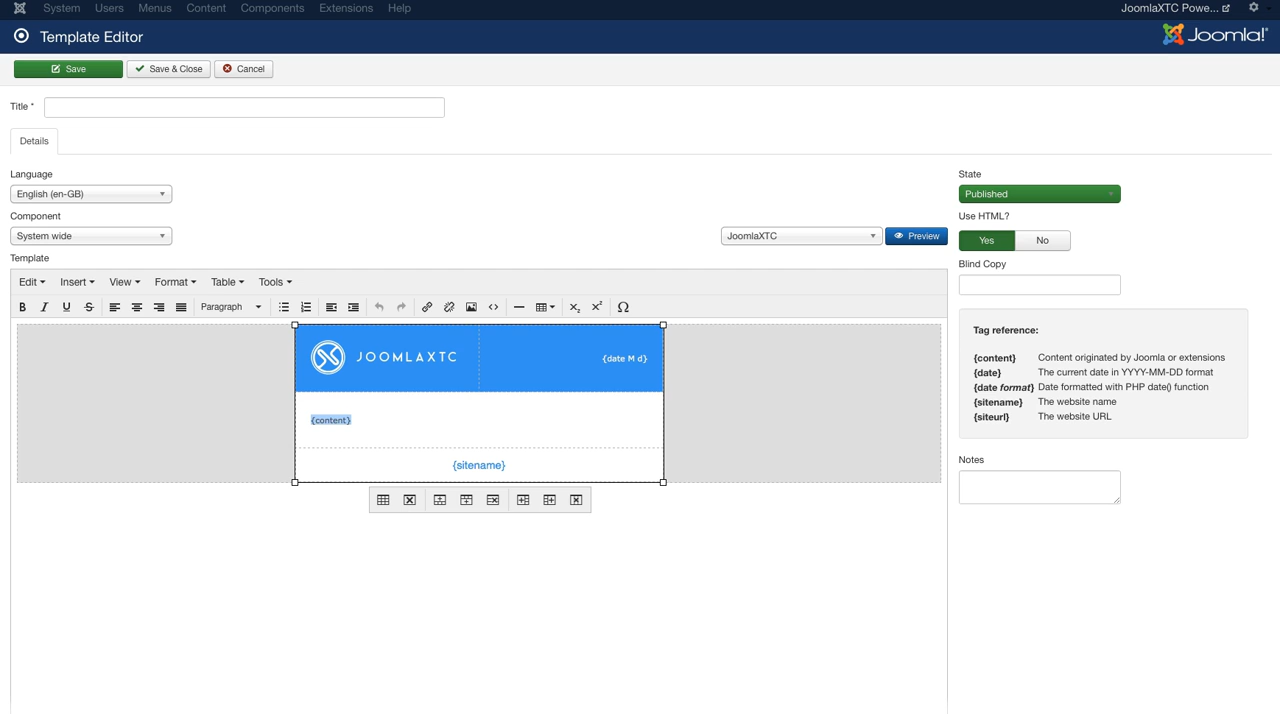 System Users Menus Content Components Extensions Help JoomlaXTC Powe...
Template Editor Joomla!®
Save Save & Close Cancel
Title *
Details
Language
English (en-GB)
Component
System wide
JoomlaXTC Preview
Template
Edit Insert View Format Table Tools
B I U S Paragraph
JOOMLAXTC {date M d}
{content}
{sitename}
State
Published
Use HTML?
Yes No
Blind Copy
Tag reference:
{content} Content originated by Joomla or extensions
{date} The current date in YYYY-MM-DD format
{date format} Date formatted with PHP date() function
{sitename} The website name
{siteurl} The website URL
Notes